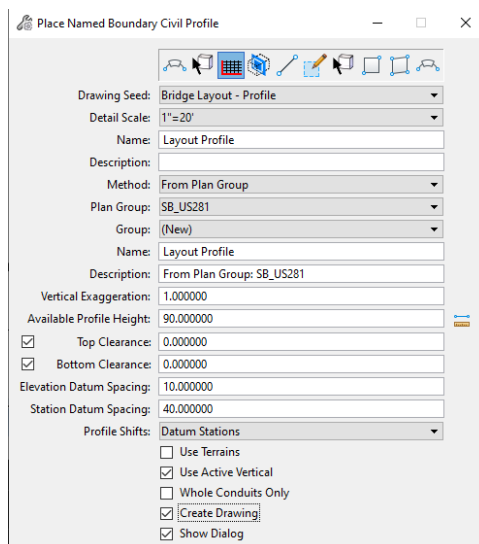 Place Named Boundary Civil Profile
Drawing Seed: Bridge Layout - Profile
Detail Scale: 1"=20'
Name: Layout Profile
Description:
Method: From Plan Group
Plan Group: SB_US281
Group: (New)
Name: Layout Profile
Description: From Plan Group: SB_US281
Vertical Exaggeration: 1.000000
Available Profile Height: 90.000000
Top Clearance: 0.000000
Bottom Clearance: 0.000000
Elevation Datum Spacing: 10.000000
Station Datum Spacing: 40.000000
Profile Shifts: Datum Stations
Use Terrains
Use Active Vertical
Whole Conduits Only
Create Drawing
Show Dialog